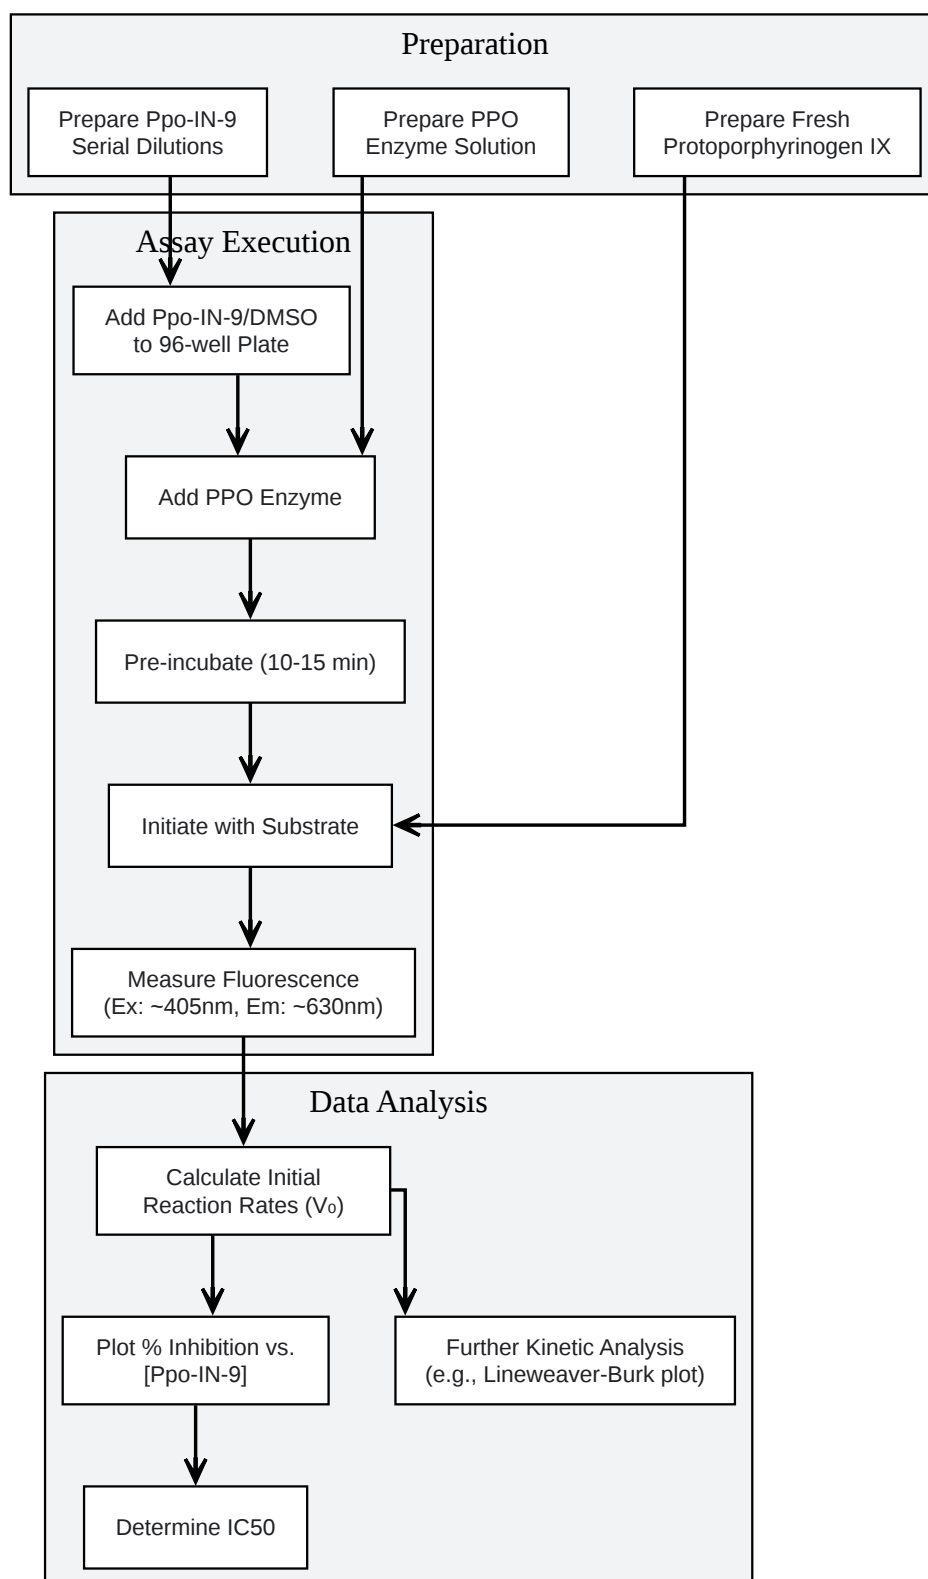 Preparation
Prepare Ppo-IN-9
Serial Dilutions
Prepare PPO
Enzyme Solution
Prepare Fresh
Protoporphyrinogen IX
Assay Execution
Add Ppo-IN-9/DMSO
to 96-well Plate
Add PPO Enzyme
Pre-incubate (10-15 min)
Initiate with Substrate
Measure Fluorescence
(Ex: ~405nm, Em: ~630nm)
Data Analysis
Calculate Initial
Reaction Rates (V₀)
Plot % Inhibition vs.
[Ppo-IN-9]
Further Kinetic Analysis
(e.g., Lineweaver-Burk plot)
Determine IC50